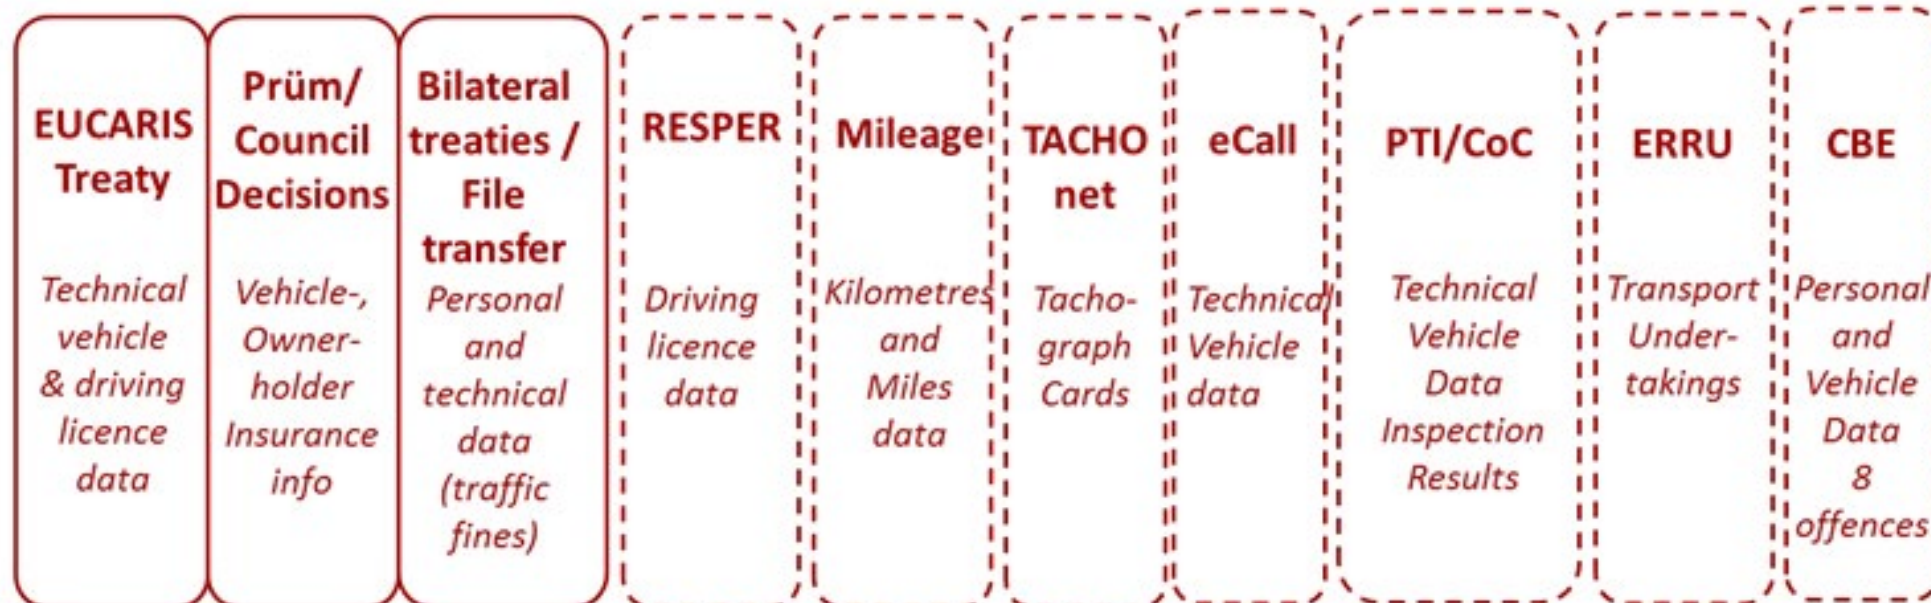 EUCARIS
Treaty
Technical
vehicle
& driving
licence
data
Prüm/
Council
Decisions
Vehicle-,
Owner-
holder
Insurance
info
Bilateral
treaties /
File
transfer
Personal
and
technical
data
(traffic
fines)
RESPER
Driving
licence
data
Mileage
Kilometres
and
Miles
data
TACHO
net
Tacho-
graph
Cards
eCall
Technical
Vehicle
data
PTI/CoC
Technical
Vehicle
Data
Inspection
Results
ERRU
Transport
Under-
takings
CBE
Personal
and
Vehicle
Data
8
offences